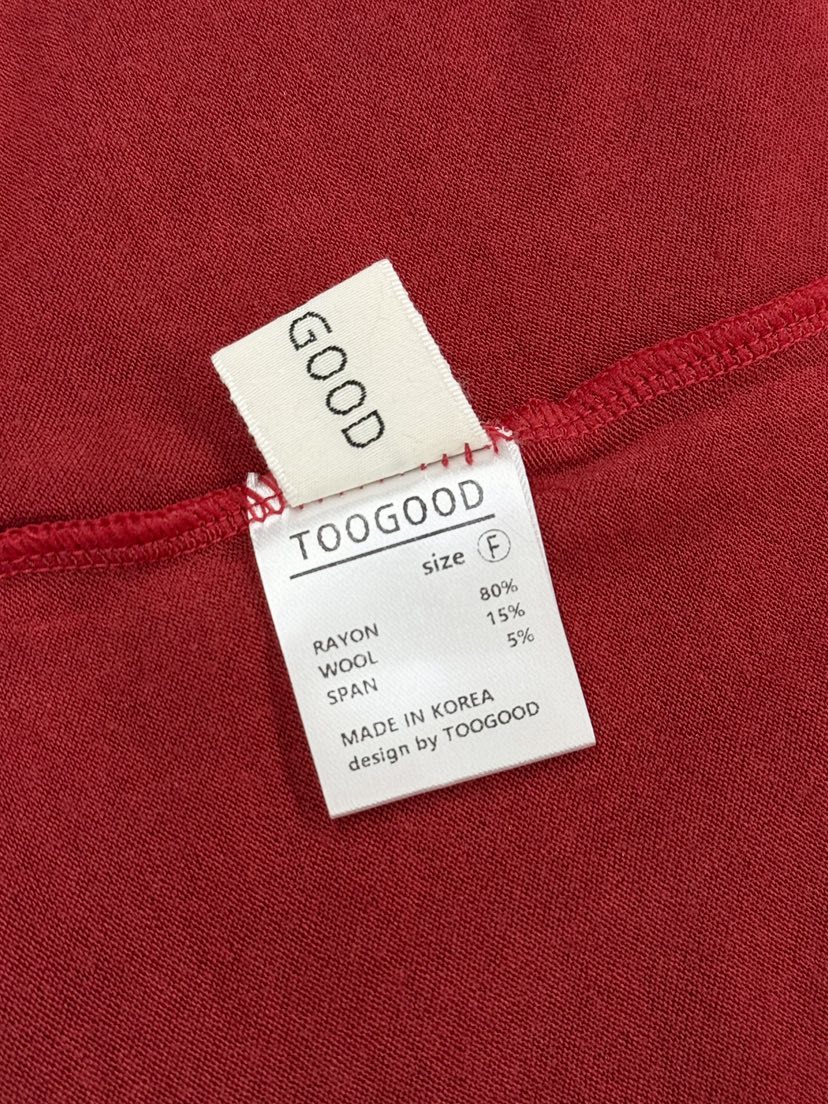 GOOD
TOOGOOD
size F
80%
RAYON 15%
WOOL 5%
SPAN
MADE IN KOREA
design by TOOGOOD